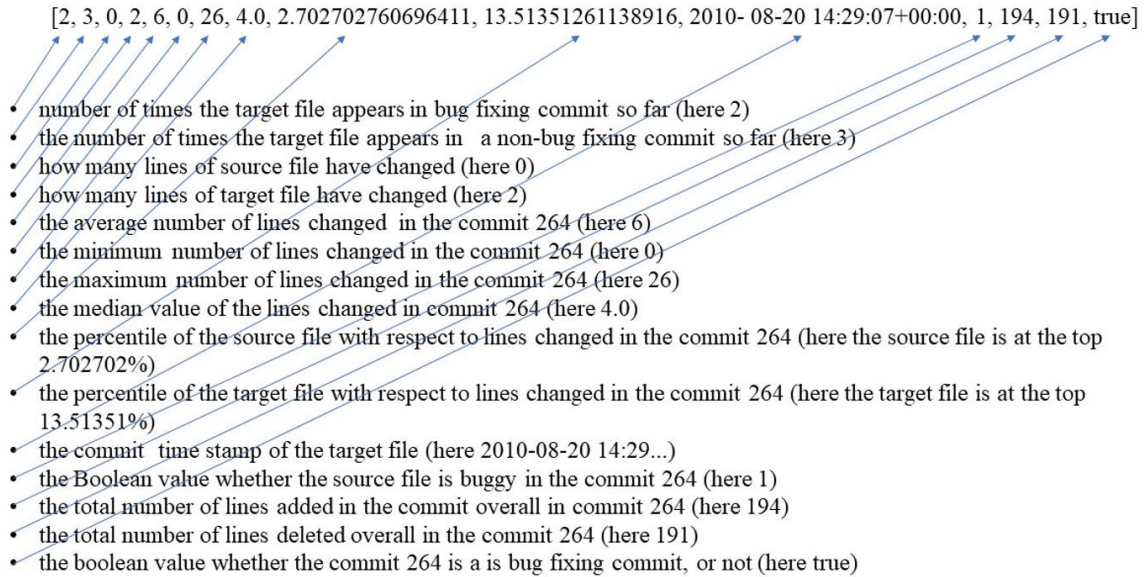 [2, 3, 0, 2, 6, 0, 26, 4.0, 2.702702760696411, 13.51351261138916, 2010- 08-20 14:29:07+00:00, 1, 194, 191, true]
• number of times the target file appears in bug fixing commit so far (here 2)
• the number of times the target file appears in a non-bug fixing commit so far (here 3)
• how many lines of source file have changed (here 0)
• how many lines of target file have changed (here 2)
• the average number of lines changed in the commit 264 (here 6)
• the minimum number of lines changed in the commit 264 (here 0)
• the maximum number of lines changed in the commit 264 (here 26)
• the median value of the lines changed in commit 264 (here 4.0)
• the percentile of the source file with respect to lines changed in the commit 264 (here the source file is at the top
2.702702%)
• the percentile of the target file with respect to lines changed in the commit 264 (here the target file is at the top
13.51351%)
• the commit time stamp of the target file (here 2010-08-20 14:29...)
• the Boolean value whether the source file is buggy in the commit 264 (here 1)
• the total number of lines added in the commit overall in commit 264 (here 194)
• the total number of lines deleted overall in the commit 264 (here 191)
• the boolean value whether the commit 264 is a is bug fixing commit, or not (here true)